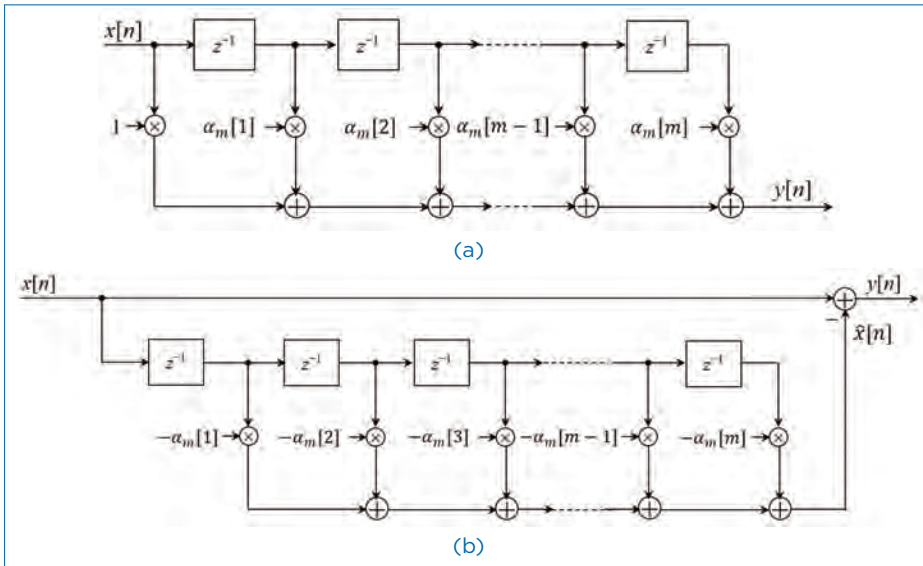 x[n]
z⁻¹ z⁻¹ z⁻¹
1 × αₘ[1] × αₘ[2] × αₘ[m − 1] × αₘ[m] ×
+ + + + y[n]
(a)
x[n] + y[n]
− x̂[n]
z⁻¹ z⁻¹ z⁻¹ z⁻¹
−αₘ[1] × −αₘ[2] × −αₘ[3] × −αₘ[m − 1] × −αₘ[m] ×
+ + + +
(b)